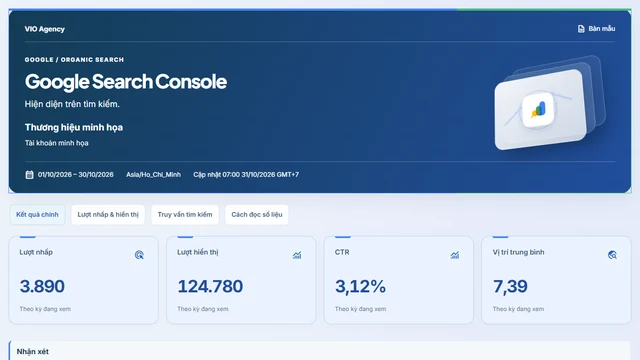 VIO Agency
Bản mẫu
GOOGLE / ORGANIC SEARCH
Google Search Console
Hiện diện trên tìm kiếm.
Thương hiệu minh họa
Tài khoản minh họa
01/10/2026 – 30/10/2026 Asia/Ho_Chi_Minh Cập nhật 07:00 31/10/2026 GMT+7
Kết quả chính Lượt nhấp & hiển thị Truy vấn tìm kiếm Cách đọc số liệu
Lượt nhấp
3.890
Theo kỳ đang xem
Lượt hiển thị
124.780
Theo kỳ đang xem
CTR
3,12%
Theo kỳ đang xem
Vị trí trung bình
7,39
Theo kỳ đang xem
Nhận xét